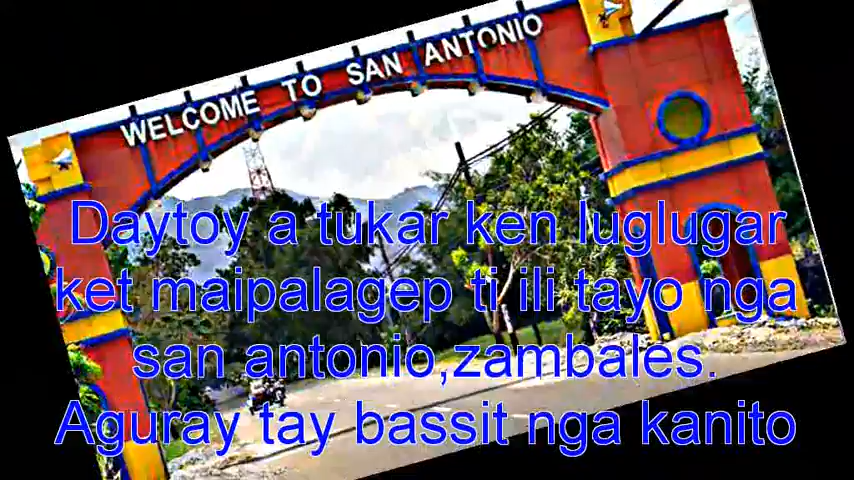 WELCOME TO SAN ANTONIO
Daytoy a tukar ken luglugar
ket maipalagep ti ili tayo nga
san antonio,zambales.
Aguray tay bassit nga kanito